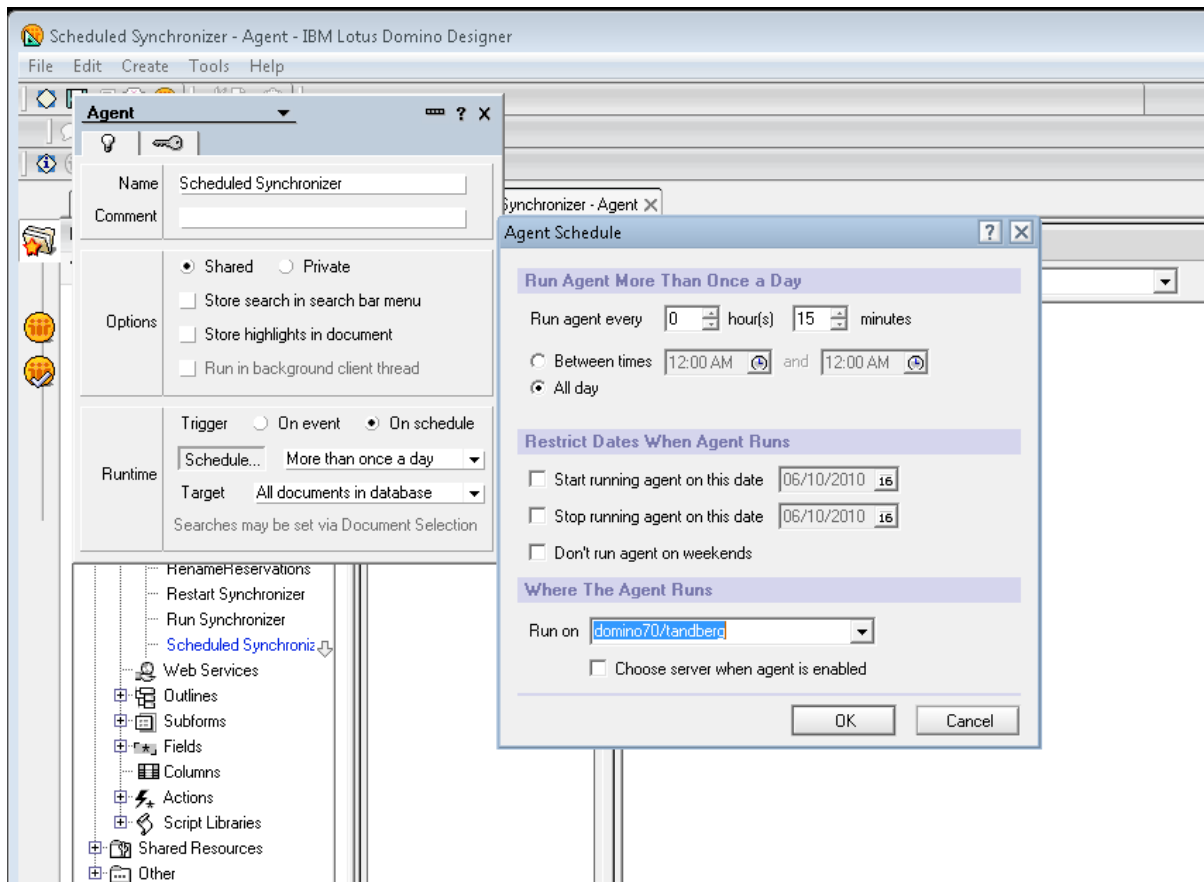 Scheduled Synchronizer - Agent - IBM Lotus Domino Designer
File Edit Create Tools Help
Agent
? X
Name Scheduled Synchronizer
Comment
Options
Shared Private
Store search in search bar menu
Store highlights in document
Run in background client thread
Runtime
Trigger On event On schedule
Schedule... More than once a day
Target All documents in database
Searches may be set via Document Selection
Synchronizer - Agent
Agent Schedule
?
Run Agent More Than Once a Day
Run agent every 0 hour(s) 15 minutes
Between times 12:00 AM and 12:00 AM
All day
Restrict Dates When Agent Runs
Start running agent on this date 06/10/2010 16
Stop running agent on this date 06/10/2010 16
Don't run agent on weekends
Where The Agent Runs
Run on domino70/tandberg
Choose server when agent is enabled
OK Cancel
RenameReservations
Restart Synchronizer
Run Synchronizer
Scheduled Synchroniz
Web Services
Outlines
Subforms
Fields
Columns
Actions
Script Libraries
Shared Resources
Other